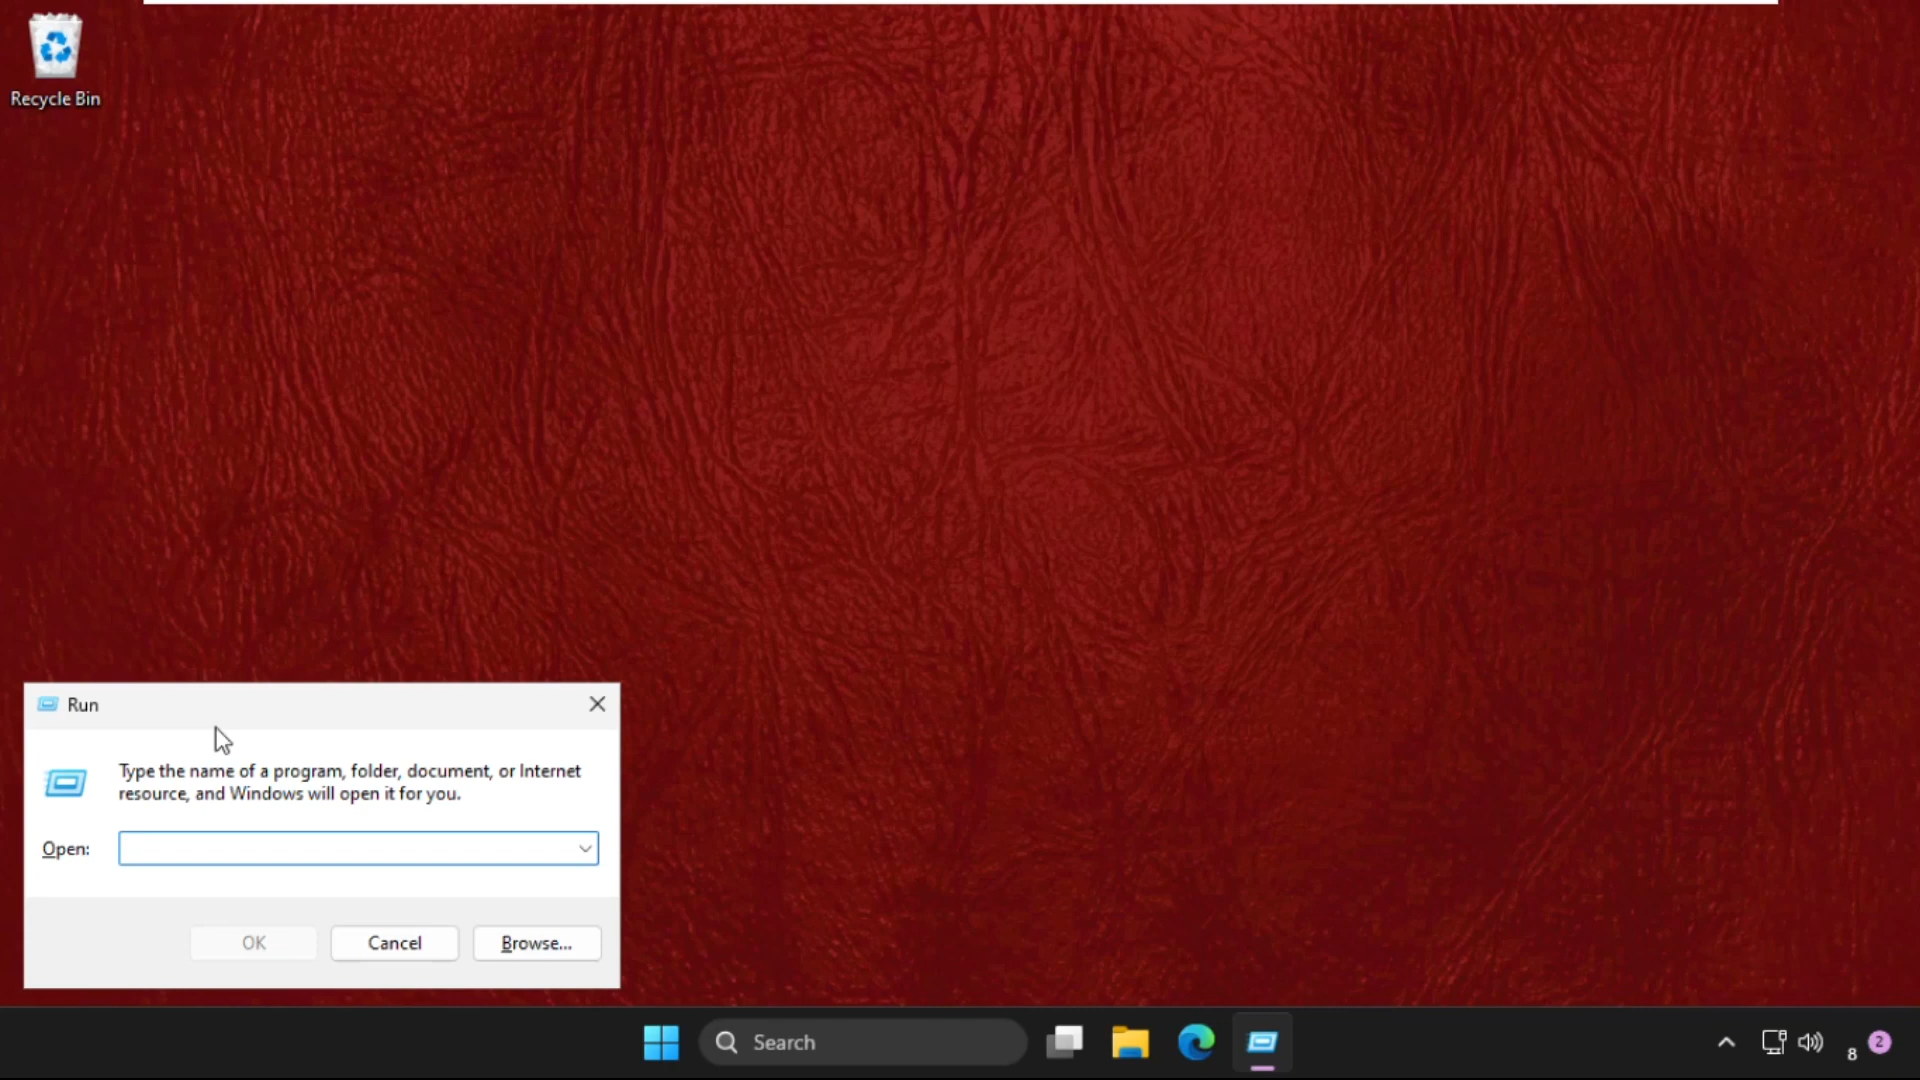 Recycle Bin
Run
Type the name of a program, folder, document, or Internet
resource, and Windows will open it for you.
Open:
OK
Cancel
Browse...
Search
8
2